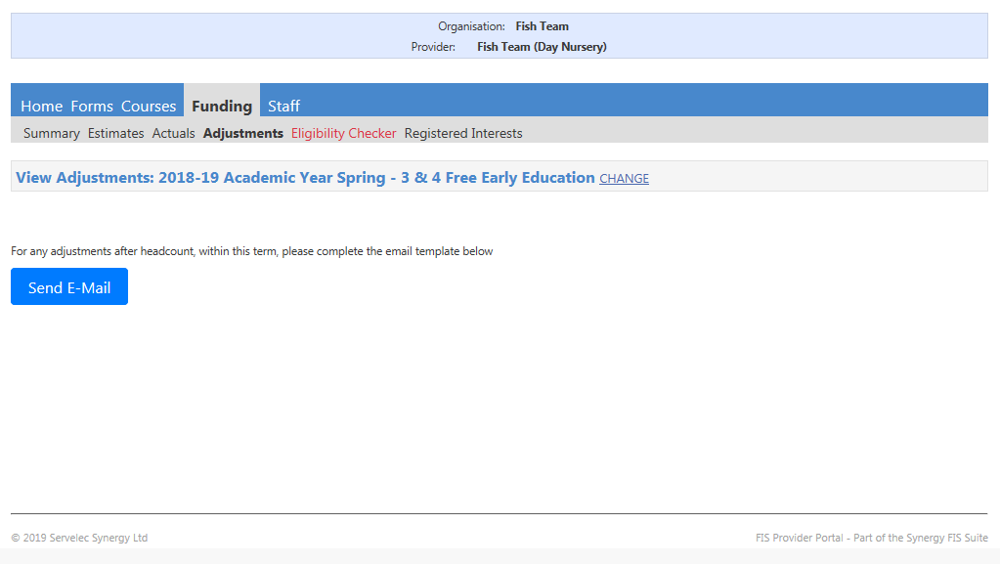 Organisation: Fish Team
Provider: Fish Team (Day Nursery)
Home Forms Courses Funding Staff
Summary Estimates Actuals Adjustments Eligibility Checker Registered Interests
View Adjustments: 2018-19 Academic Year Spring - 3 & 4 Free Early Education CHANGE
For any adjustments after headcount, within this term, please complete the email template below
Send E-Mail
© 2019 Servelec Synergy Ltd FIS Provider Portal - Part of the Synergy FIS Suite